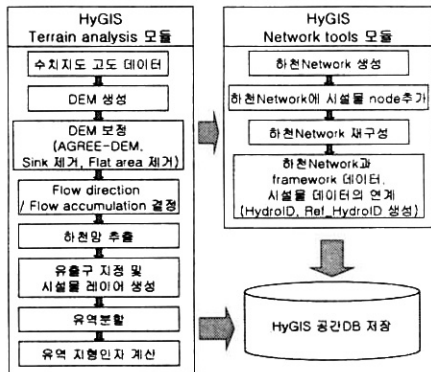 HyGIS
Terrain analysis 모듈
수치지도 고도 데이터
DEM 생성
DEM 보정
(AGREE-DEM,
Sink 제거, Flat area 제거)
Flow direction
/ Flow accumulation 결정
하천망 추출
유출구 지정 및
시설물 레이어 생성
유역분할
유역 지형인자 계산
HyGIS
Network tools 모듈
하천Network 생성
하천Network에 시설물 node추가
하천Network 재구성
하천Network과
framework 데이터,
시설물 데이터의 연계
(HydroID, Ref_HydroID 생성)
HyGIS 공간DB 저장